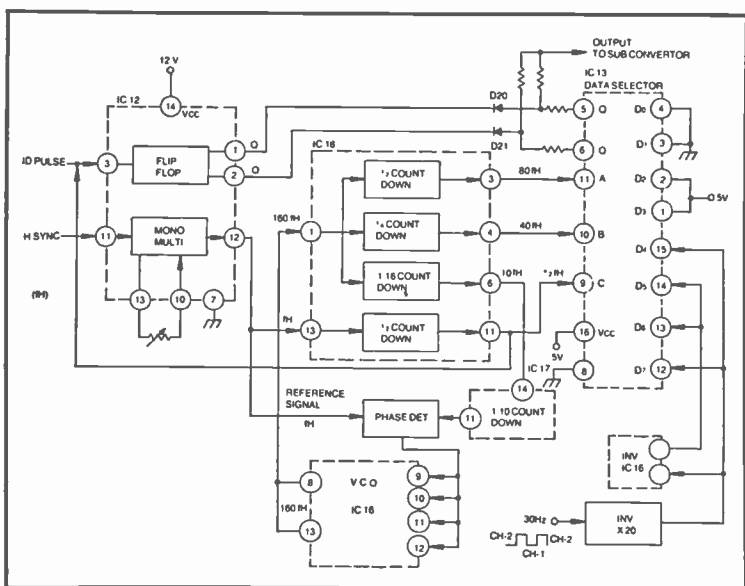 OUTPUT
TO SUB CONVERTOR
12 V
IC 12
14
VCC
IC 13
DATA SELECTOR
D20
5
Q
D0
4
1
Q
ID PULSE
3
FLIP
FLOP
D21
6
Q
D1
3
2
Q
IC 16
½ COUNT
DOWN
3
80 fH
11
A
D2
2
5V
D3
1
H SYNC
11
MONO
MULTI
12
160 fH
1
¼ COUNT
DOWN
4
40 fH
10
B
D4
15
1 16 COUNT
DOWN
6
10 fH
½ fH
9
C
D5
14
(fH)
13
10
7
fH
13
½ COUNT
DOWN
11
16
VCC
D6
13
5V
IC 17
8
D7
12
14
REFERENCE
SIGNAL
fH
PHASE DET
11
1 10 COUNT
DOWN
INV
IC 16
8
V C O
9
10
160 fH
IC 16
11
13
12
30Hz
INV
X 20
CH-2
CH-2
CH-1